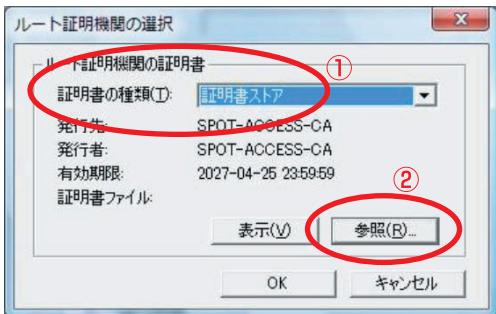 ルート証明機関の選択
ルート証明機関の証明書
①
証明書の種類(T): 証明書ストア
発行先: SPOT-ACCESS-CA
発行者: SPOT-ACCESS-CA
有効期限: 2027-04-25 23:59:59
②
証明書ファイル:
表示(V) 参照(R)...
OK キャンセル